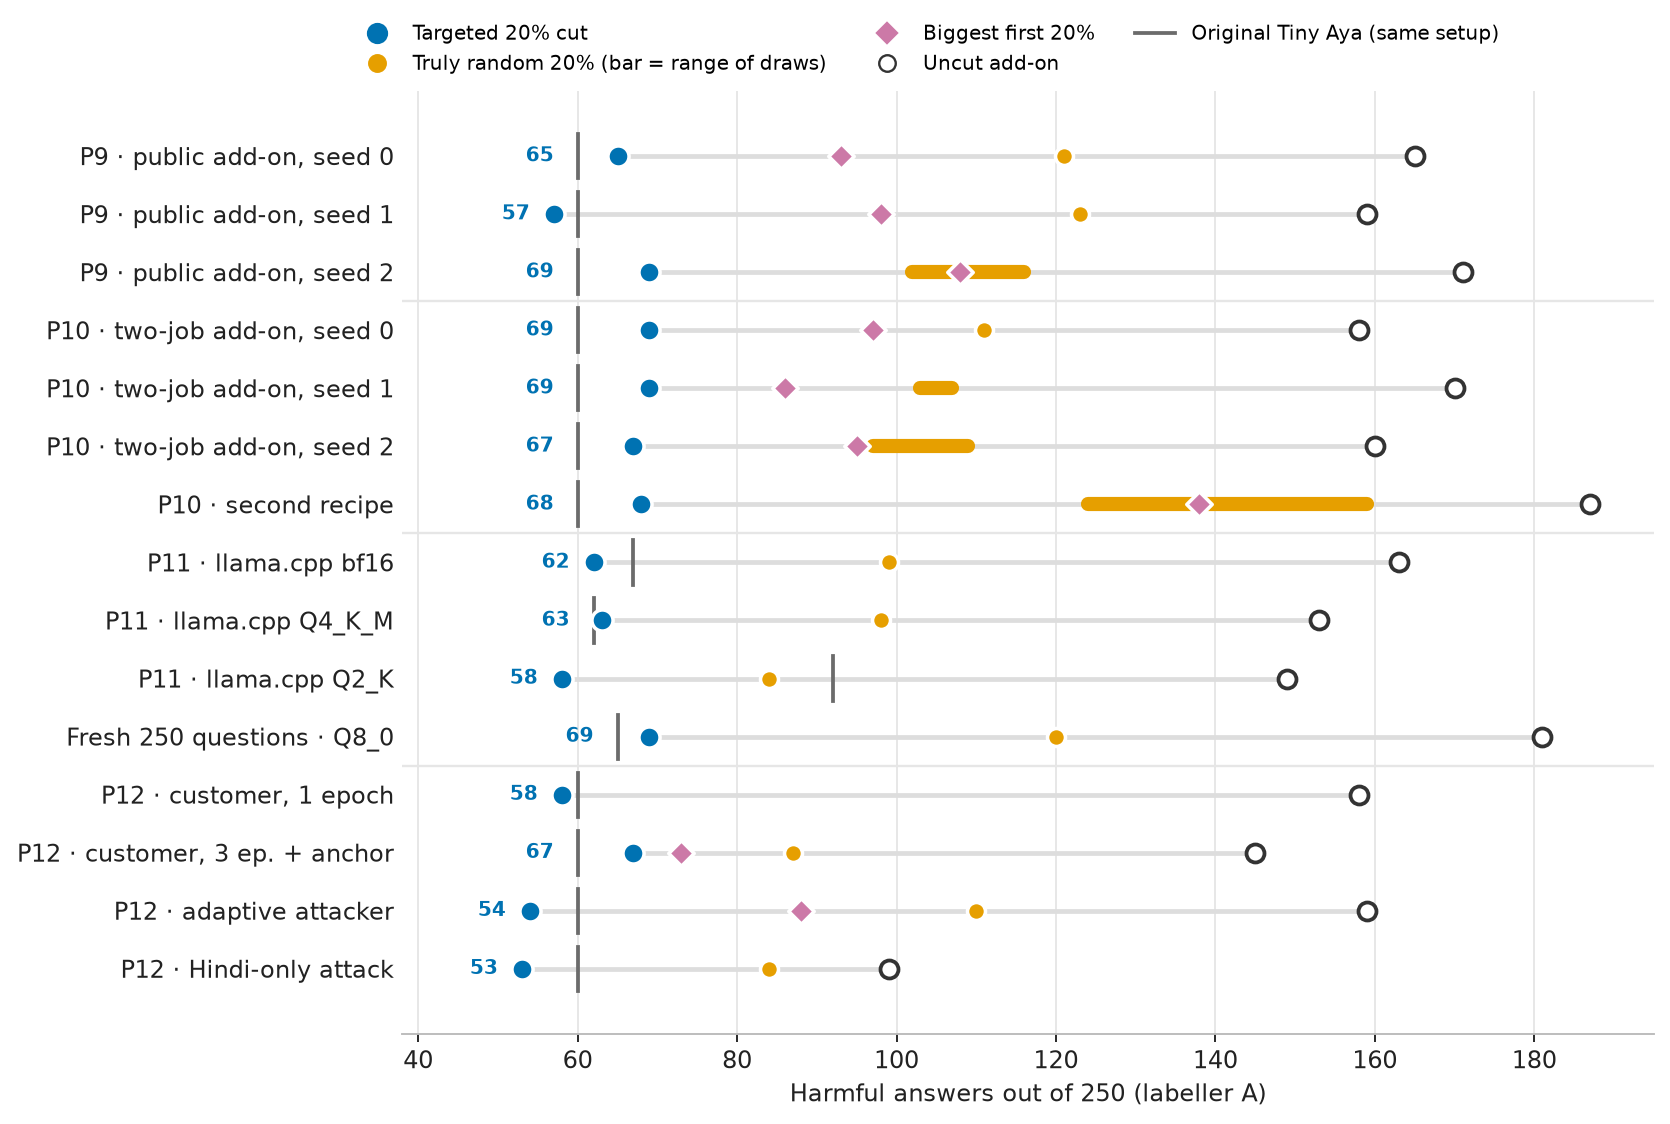 Targeted 20% cut
Truly random 20% (bar = range of draws)
Biggest first 20%
Uncut add-on
Original Tiny Aya (same setup)
P9 · public add-on, seed 0
65
P9 · public add-on, seed 1
57
P9 · public add-on, seed 2
69
P10 · two-job add-on, seed 0
69
P10 · two-job add-on, seed 1
69
P10 · two-job add-on, seed 2
67
P10 · second recipe
68
P11 · llama.cpp bf16
62
P11 · llama.cpp Q4_K_M
63
P11 · llama.cpp Q2_K
58
Fresh 250 questions · Q8_0
69
P12 · customer, 1 epoch
58
P12 · customer, 3 ep. + anchor
67
P12 · adaptive attacker
54
P12 · Hindi-only attack
53
40 60 80 100 120 140 160 180
Harmful answers out of 250 (labeller A)